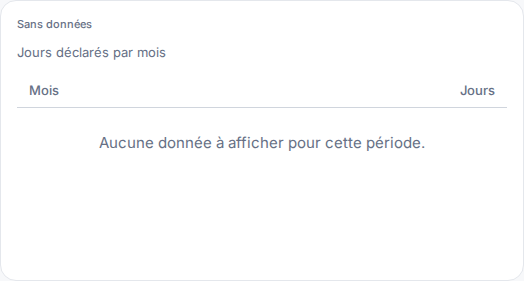 Sans données
Jours déclarés par mois
Mois Jours
Aucune donnée à afficher pour cette période.